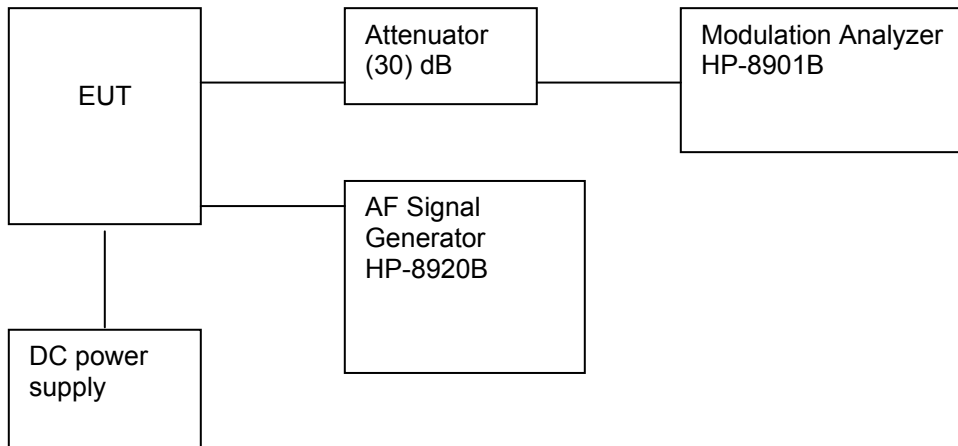 EUT
Attenuator
(30) dB
Modulation Analyzer
HP-8901B
AF Signal
Generator
HP-8920B
DC power
supply